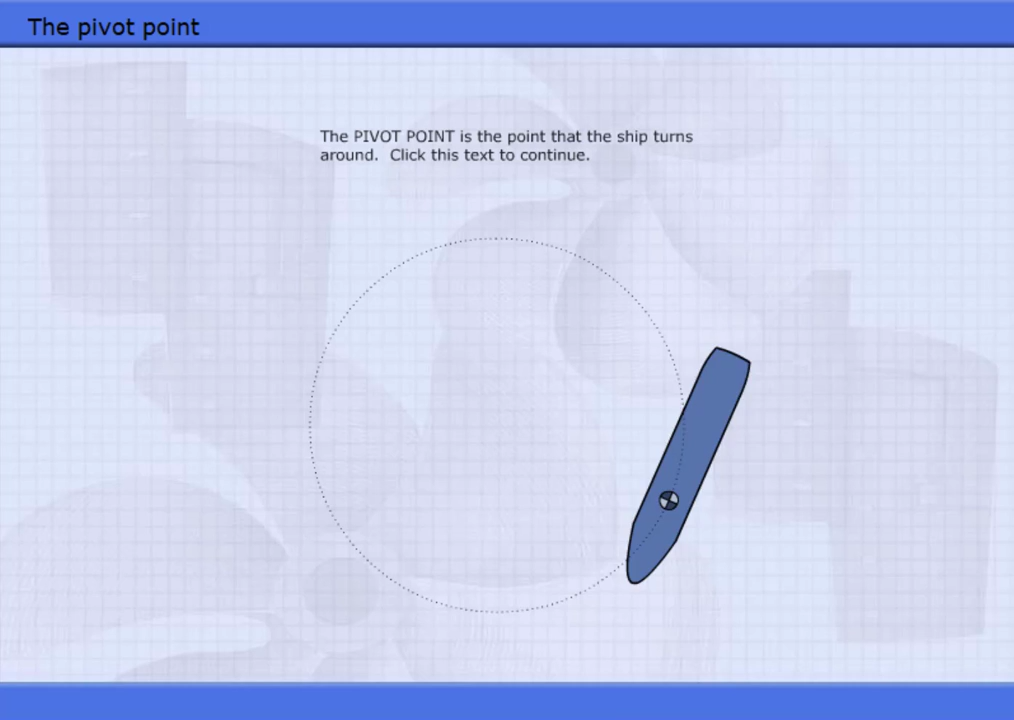 The pivot point
The PIVOT POINT is the point that the ship turns
around.  Click this text to continue.